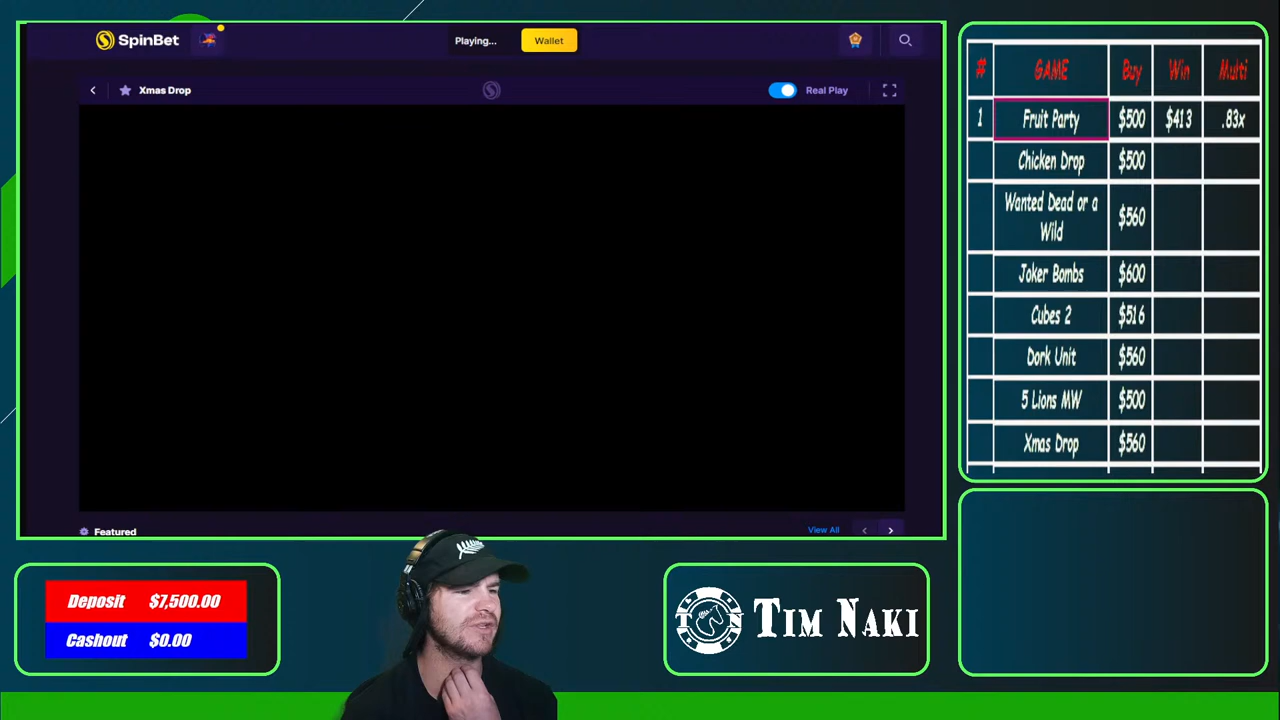 SpinBet
Playing...
Wallet
Xmas Drop
Real Play
Featured
View All
# GAME Buy Win Multi
1 Fruit Party $500 $413 .83x
Chicken Drop $500
Wanted Dead or a
Wild $560
Joker Bombs $600
Cubes 2 $516
Dork Unit $560
5 Lions MW $500
Xmas Drop $560
Deposit $7,500.00
Cashout $0.00
TIM NAKI